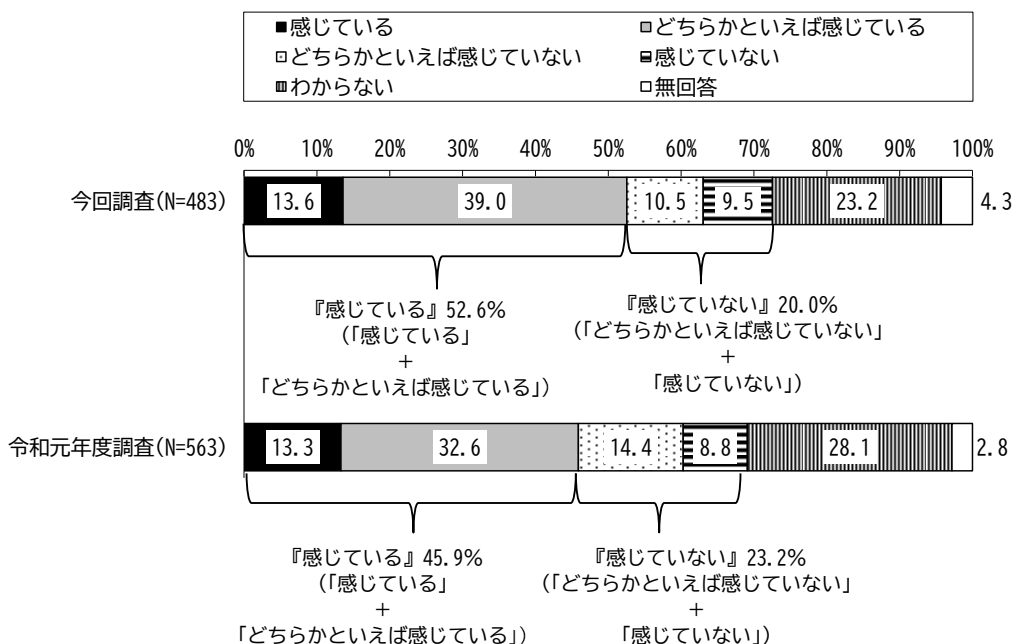 ■感じている ■どちらかといえば感じている
□どちらかといえば感じていない ■感じていない
■わからない □無回答
0% 10% 20% 30% 40% 50% 60% 70% 80% 90% 100%
今回調査(N=483) 13.6 39.0 10.5 9.5 23.2 4.3
『感じている』52.6%
(「感じている」
+
「どちらかといえば感じている」)
『感じていない』20.0%
(「どちらかといえば感じていない」
+
「感じていない」)
令和元年度調査(N=563) 13.3 32.6 14.4 8.8 28.1 2.8
『感じている』45.9%
(「感じている」
+
「どちらかといえば感じている」)
『感じていない』23.2%
(「どちらかといえば感じていない」
+
「感じていない」)